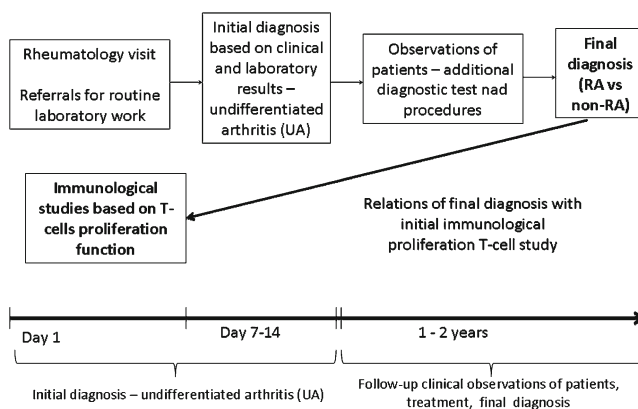 Rheumatology visit
Referrals for routine
laboratory work
Initial diagnosis
based on clinical
and laboratory
results –
undifferentiated
arthritis (UA)
Observations of
patients – additional
diagnostic test nad
procedures
Final
diagnosis
(RA vs
non-RA)
Immunological
studies based on T-
cells proliferation
function
Relations of final diagnosis with
initial immunological
proliferation T-cell study
Day 1
Day 7-14
1 - 2 years
Initial diagnosis – undifferentiated arthritis (UA)
Follow-up clinical observations of patients,
treatment, final diagnosis